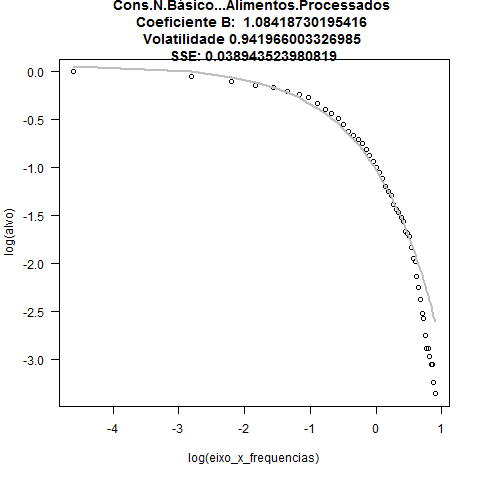 Cons.N.Básico...Alimentos.Processados
Coeficiente B:  1.08418730195416
Volatilidade 0.941966003326985
SSE: 0.038943523980819
log(alvo)
0.0
-0.5
-1.0
-1.5
-2.0
-2.5
-3.0
-4
-3
-2
-1
0
1
log(eixo_x_frequencias)